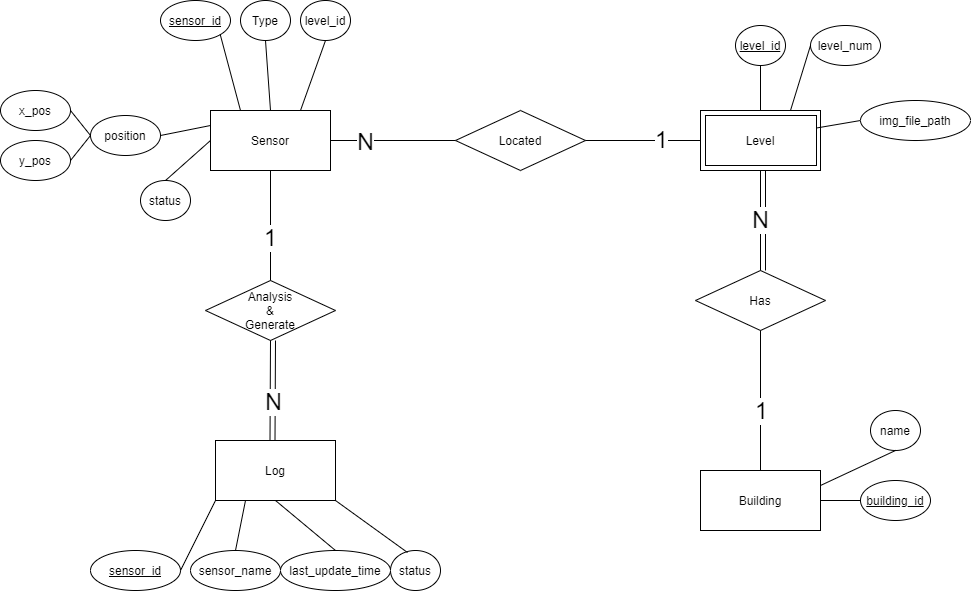 sensor_id
Type
level_id
level_id
level_num
x_pos
position
y_pos
img_file_path
Sensor
N
Located
1
Level
status
1
N
Analysis
&
Generate
Has
N
1
name
Log
Building
building_id
sensor_id
sensor_name
last_update_time
status